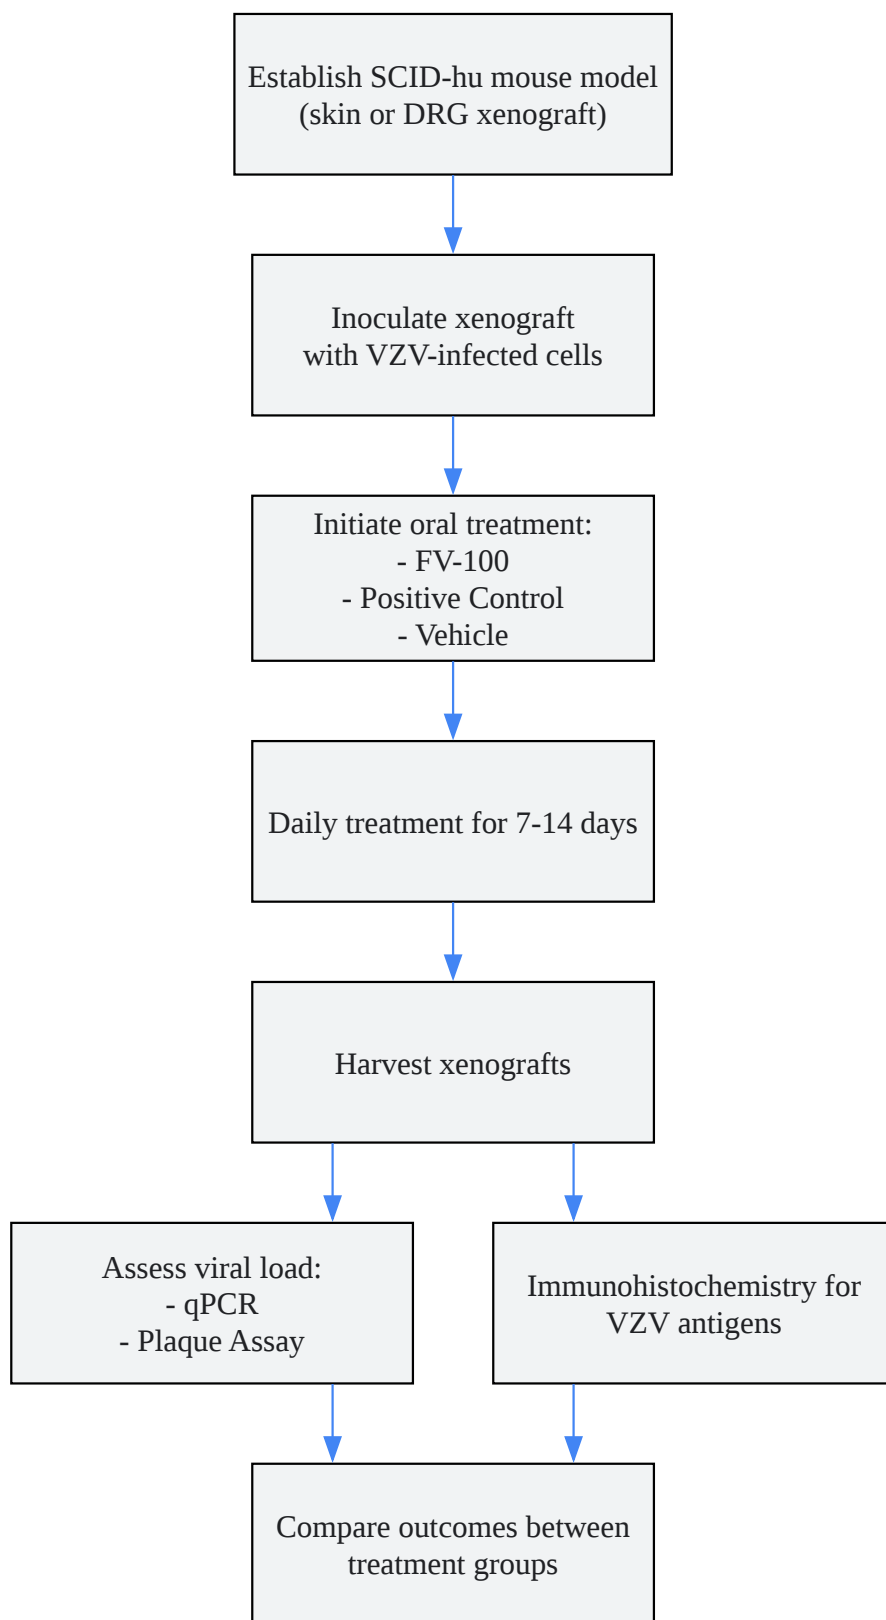 Establish SCID-hu mouse model
(skin or DRG xenograft)
Inoculate xenograft
with VZV-infected cells
Initiate oral treatment:
- FV-100
- Positive Control
- Vehicle
Daily treatment for 7-14 days
Harvest xenografts
Assess viral load:
- qPCR
- Plaque Assay
Immunohistochemistry for
VZV antigens
Compare outcomes between
treatment groups